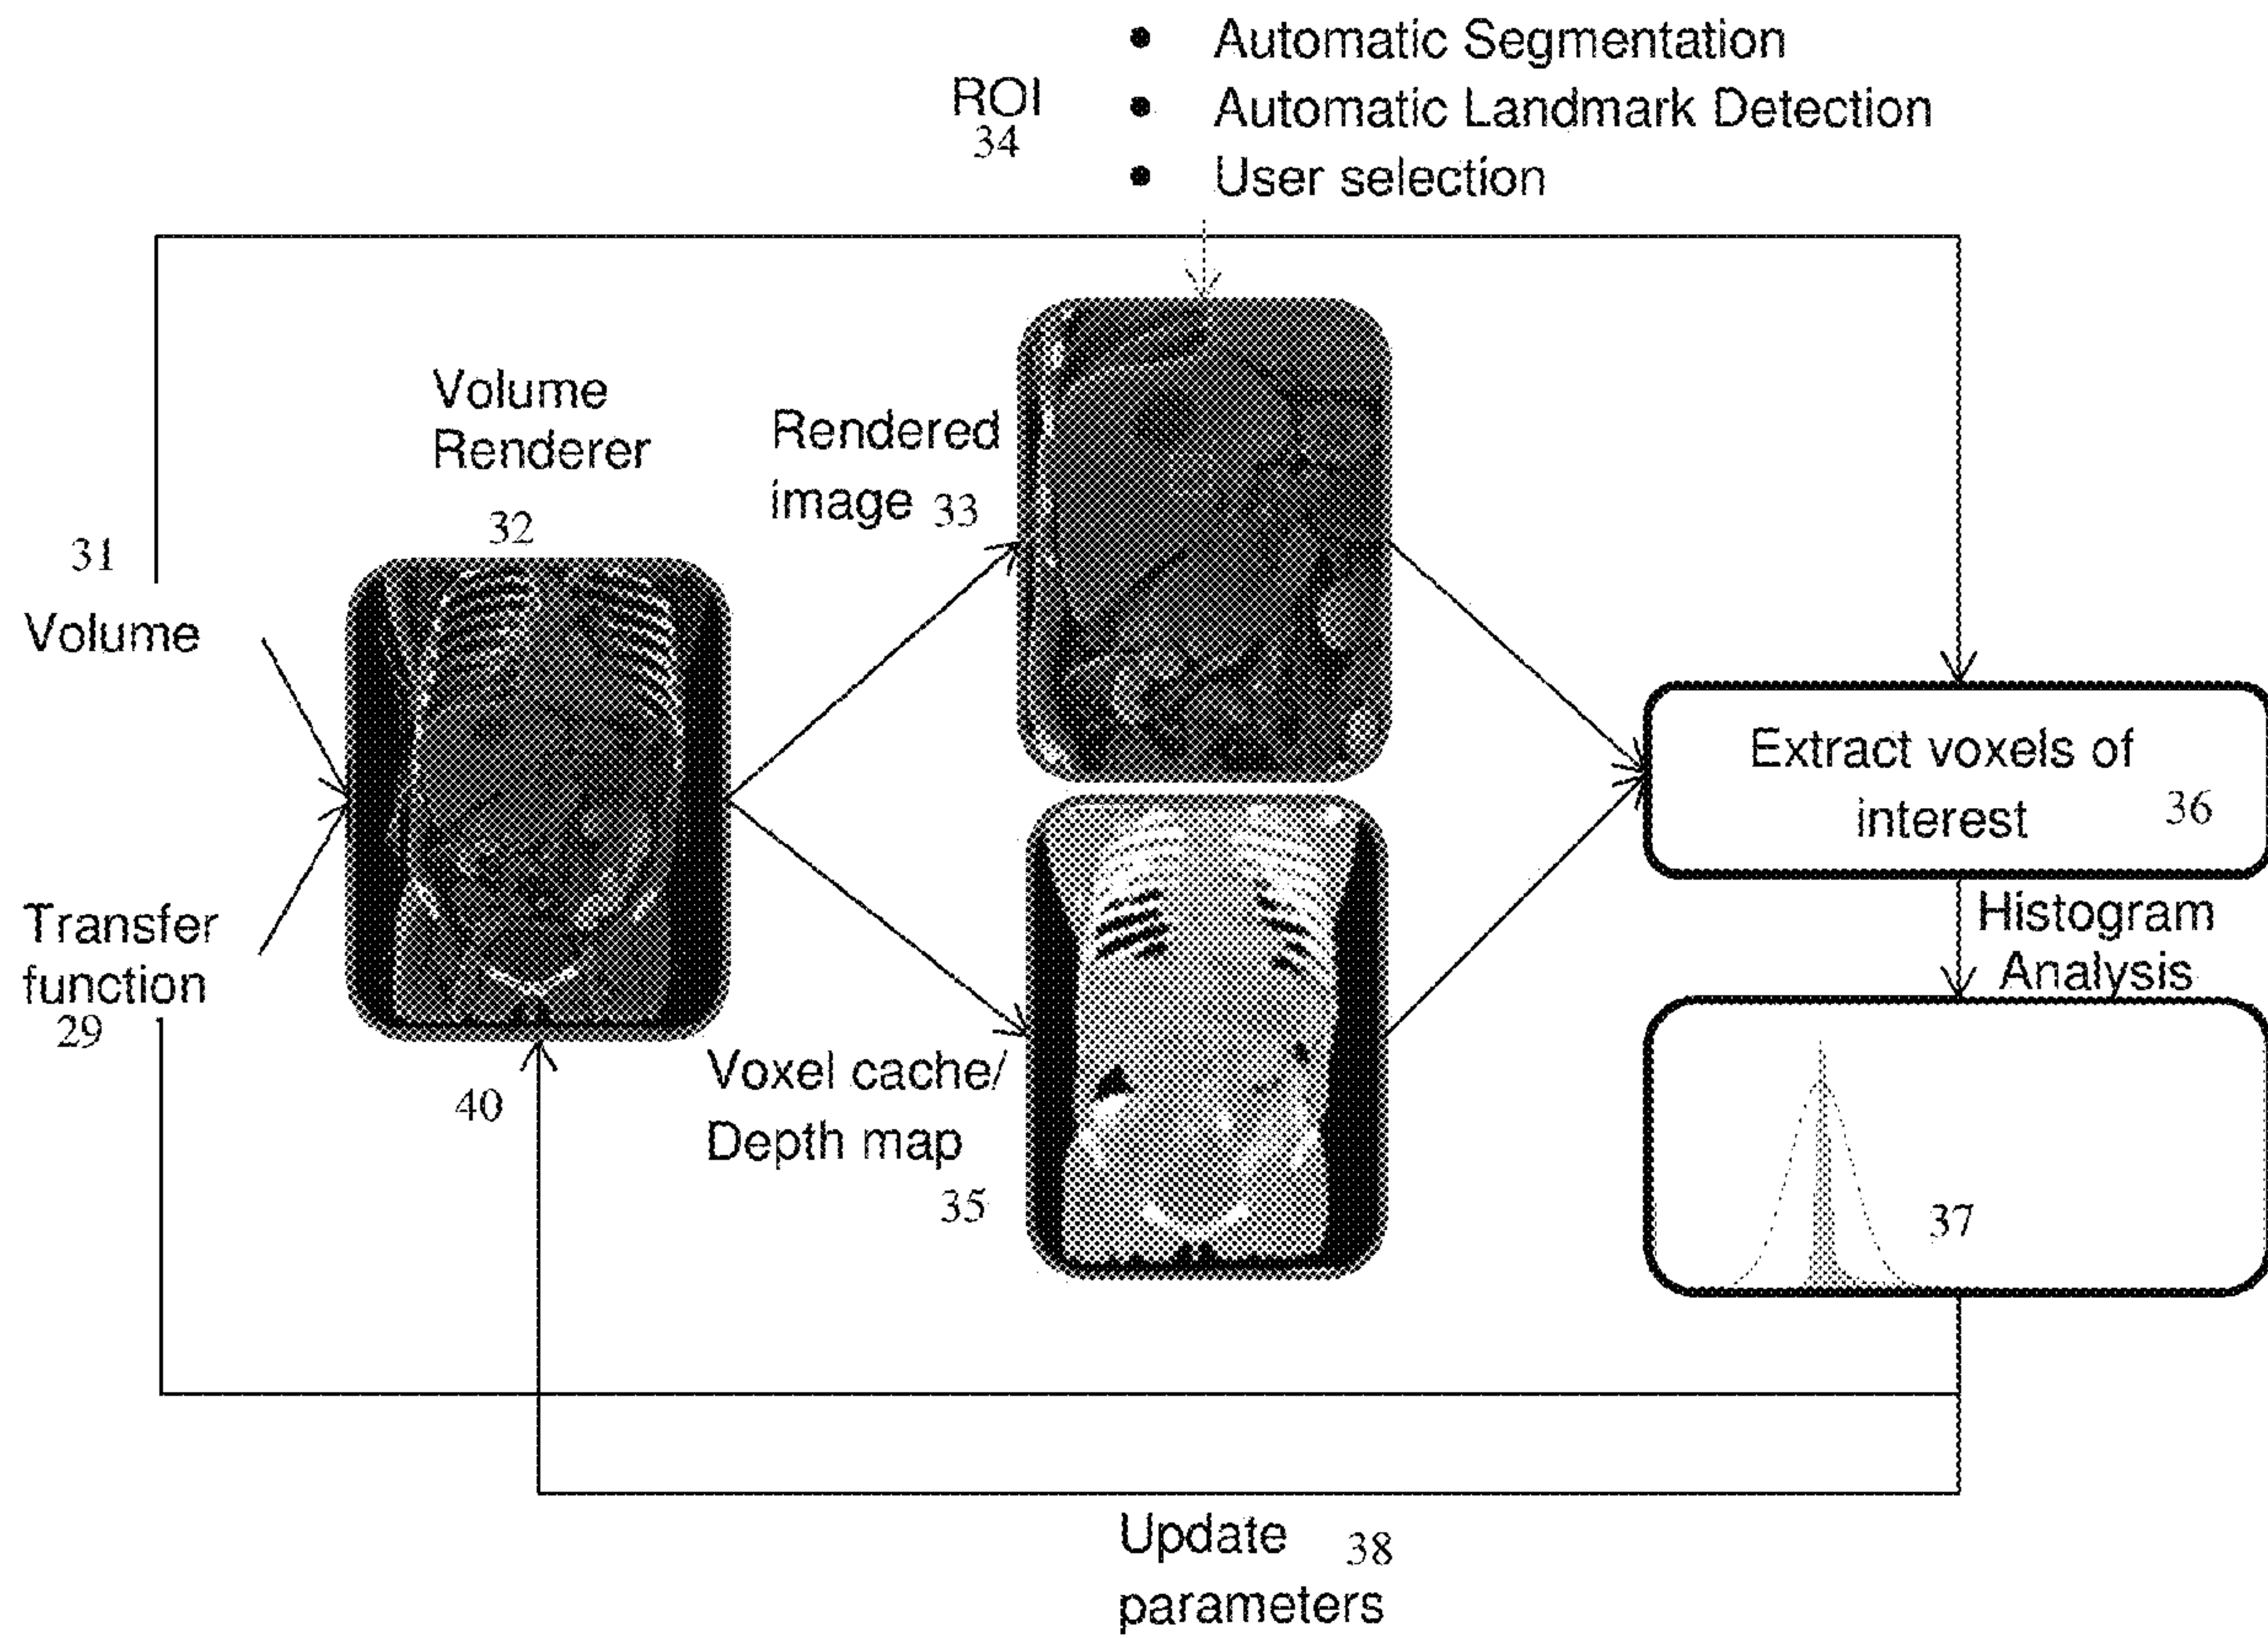 • Automatic Segmentation
ROI • Automatic Landmark Detection
34
• User selection
Volume
Renderer
32
Rendered
image 33
31
Volume
Transfer
function
29
40
Voxel cache/
Depth map
35
Extract voxels of
interest 36
Histogram
Analysis
37
Update 38
parameters